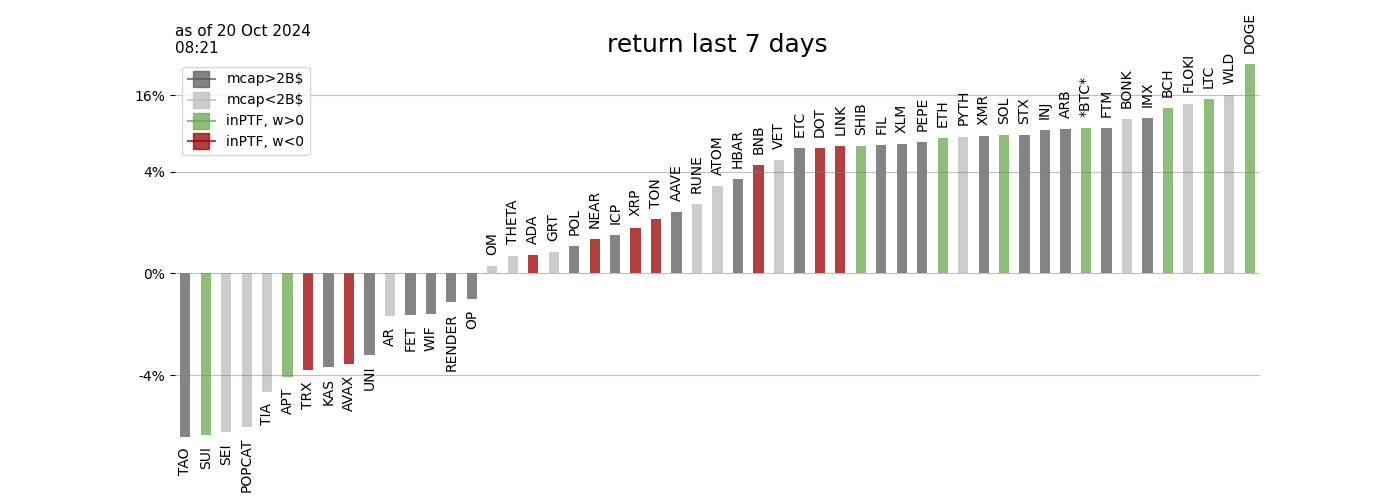 as of 20 Oct 2024
08:21
return last 7 days
mcap>2B$
mcap<2B$
inPTF, w>0
inPTF, w<0
16%
4%
0%
-4%
TAO
SUI
SEI
POPCAT
TIA
APT
TRX
KAS
AVAX
UNI
AR
FET
WIF
RENDER
OP
OM
THETA
ADA
GRT
POL
NEAR
ICP
XRP
TON
AAVE
RUNE
ATOM
HBAR
BNB
VET
ETC
DOT
LINK
SHIB
FIL
XLM
PEPE
ETH
PYTH
XMR
SOL
STX
INJ
ARB
*BTC*
FTM
BONK
IMX
BCH
FLOKI
LTC
WLD
DOGE